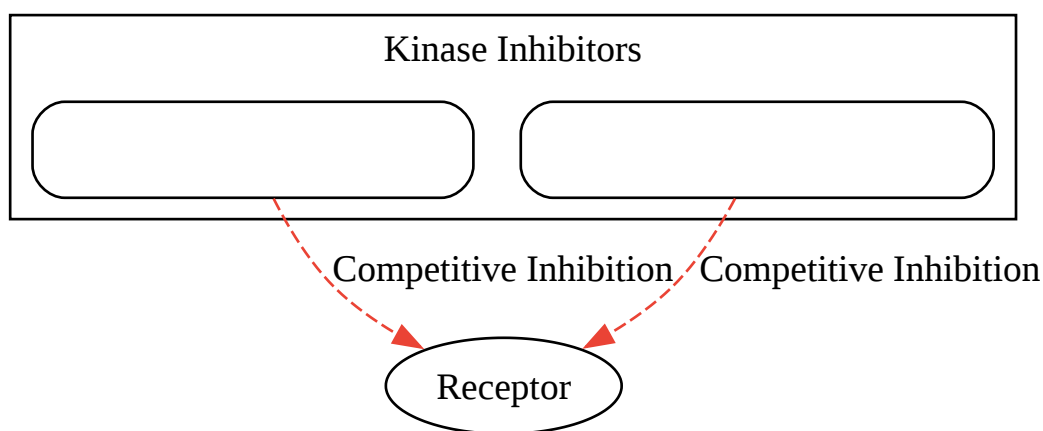 Kinase Inhibitors
Competitive Inhibition
Competitive Inhibition
Receptor